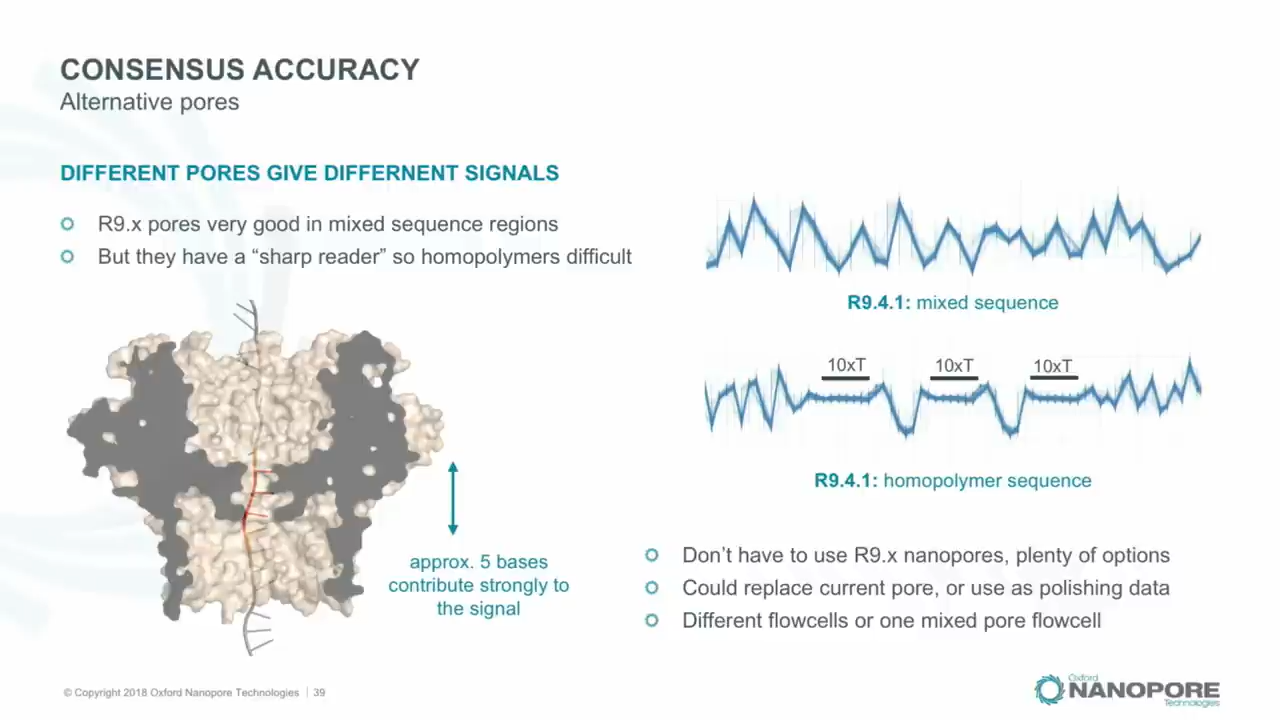 CONSENSUS ACCURACY
Alternative pores
DIFFERENT PORES GIVE DIFFERNENT SIGNALS
R9.x pores very good in mixed sequence regions
But they have a “sharp reader” so homopolymers difficult
R9.4.1: mixed sequence
10xT 10xT 10xT
R9.4.1: homopolymer sequence
approx. 5 bases
contribute strongly to
the signal
Don’t have to use R9.x nanopores, plenty of options
Could replace current pore, or use as polishing data
Different flowcells or one mixed pore flowcell
© Copyright 2018 Oxford Nanopore Technologies | 39
Oxford
NANOPORE
Technologies